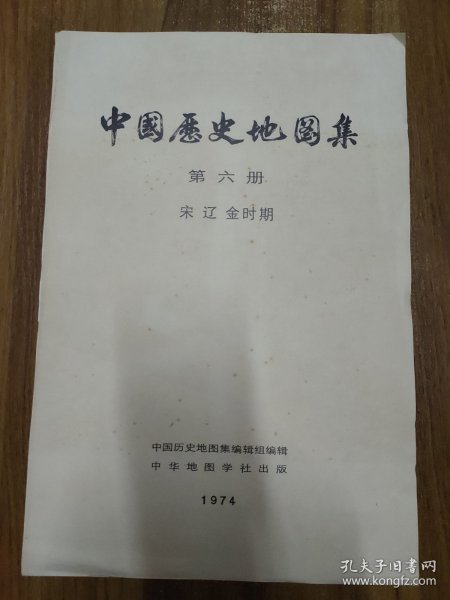 中國歷史地图集
第六册
宋辽金时期
中国历史地图集编辑组编辑
中华地图学社出版
1974
孔夫子旧书网
www.kongfz.com